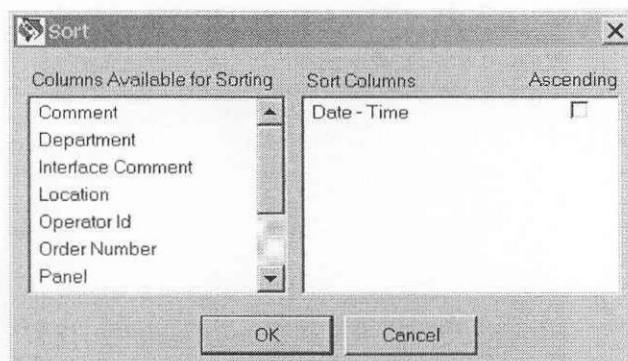 Sort
Columns Available for Sorting
Comment
Department
Interface Comment
Location
Operator Id
Order Number
Panel
Sort Columns Ascending
Date - Time
OK Cancel